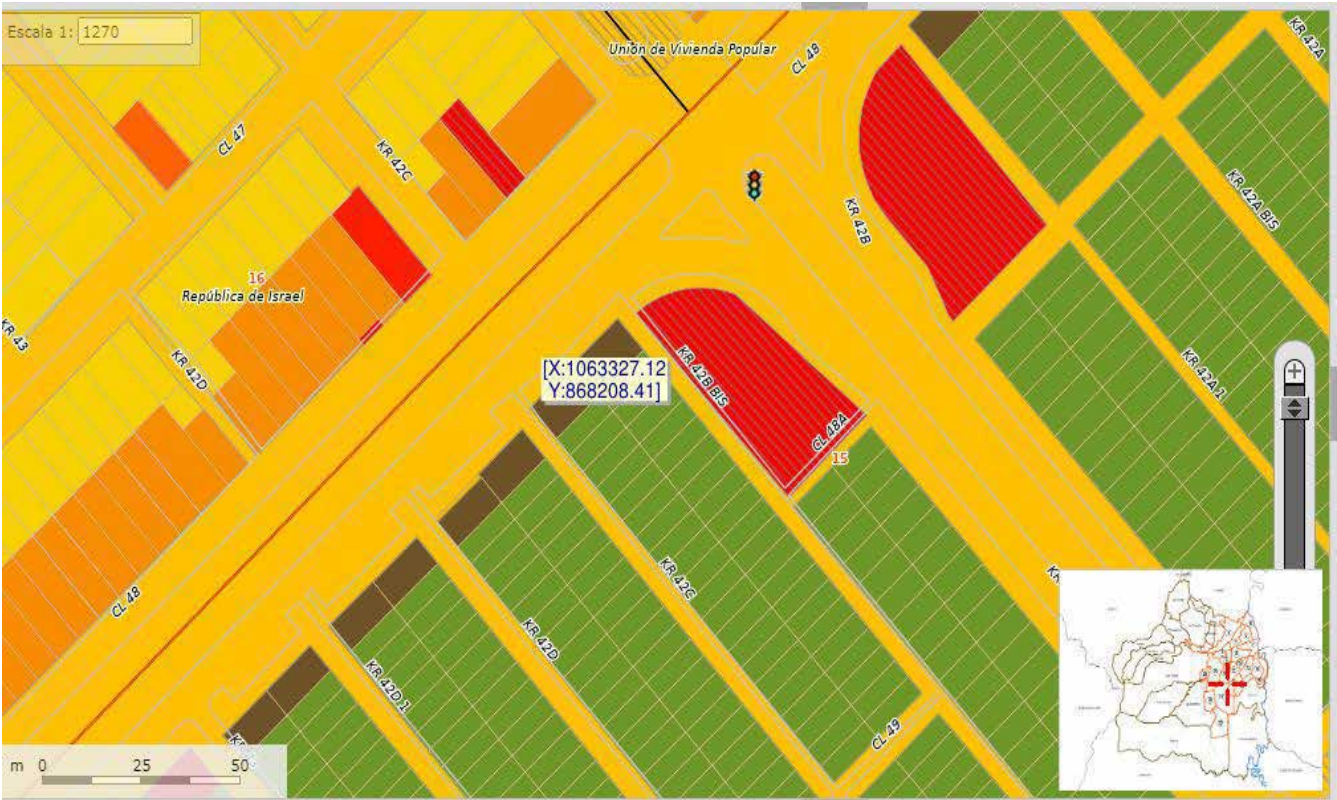 Escala 1: 1270
Unión de Vivienda Popular
CL 48
KR 42A
CL 47
KR 42C
KR 42A BIS
KR 42B
16
República de Israel
KR 43
KR 42D
[X:1063327.12
Y:868208.41]
KR 42B BIS
KR 42A 1
CL 48A
15
CL 48
KR 42C
KR 42D
KR 42D 1
CL 49
m 0 25 50